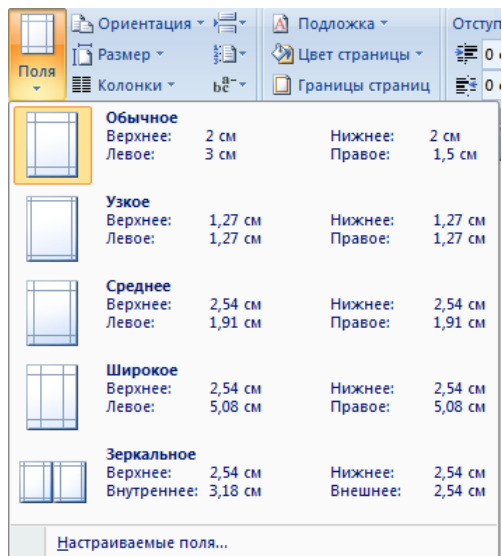 Поля
Ориентация
Размер
Колонки
Подложка
Цвет страницы
Границы страниц
Отступ
0
0
Обычное
Верхнее: 2 см Нижнее: 2 см
Левое: 3 см Правое: 1,5 см
Узкое
Верхнее: 1,27 см Нижнее: 1,27 см
Левое: 1,27 см Правое: 1,27 см
Среднее
Верхнее: 2,54 см Нижнее: 2,54 см
Левое: 1,91 см Правое: 1,91 см
Широкое
Верхнее: 2,54 см Нижнее: 2,54 см
Левое: 5,08 см Правое: 5,08 см
Зеркальное
Верхнее: 2,54 см Нижнее: 2,54 см
Внутреннее: 3,18 см Внешнее: 2,54 см
Настраиваемые поля...